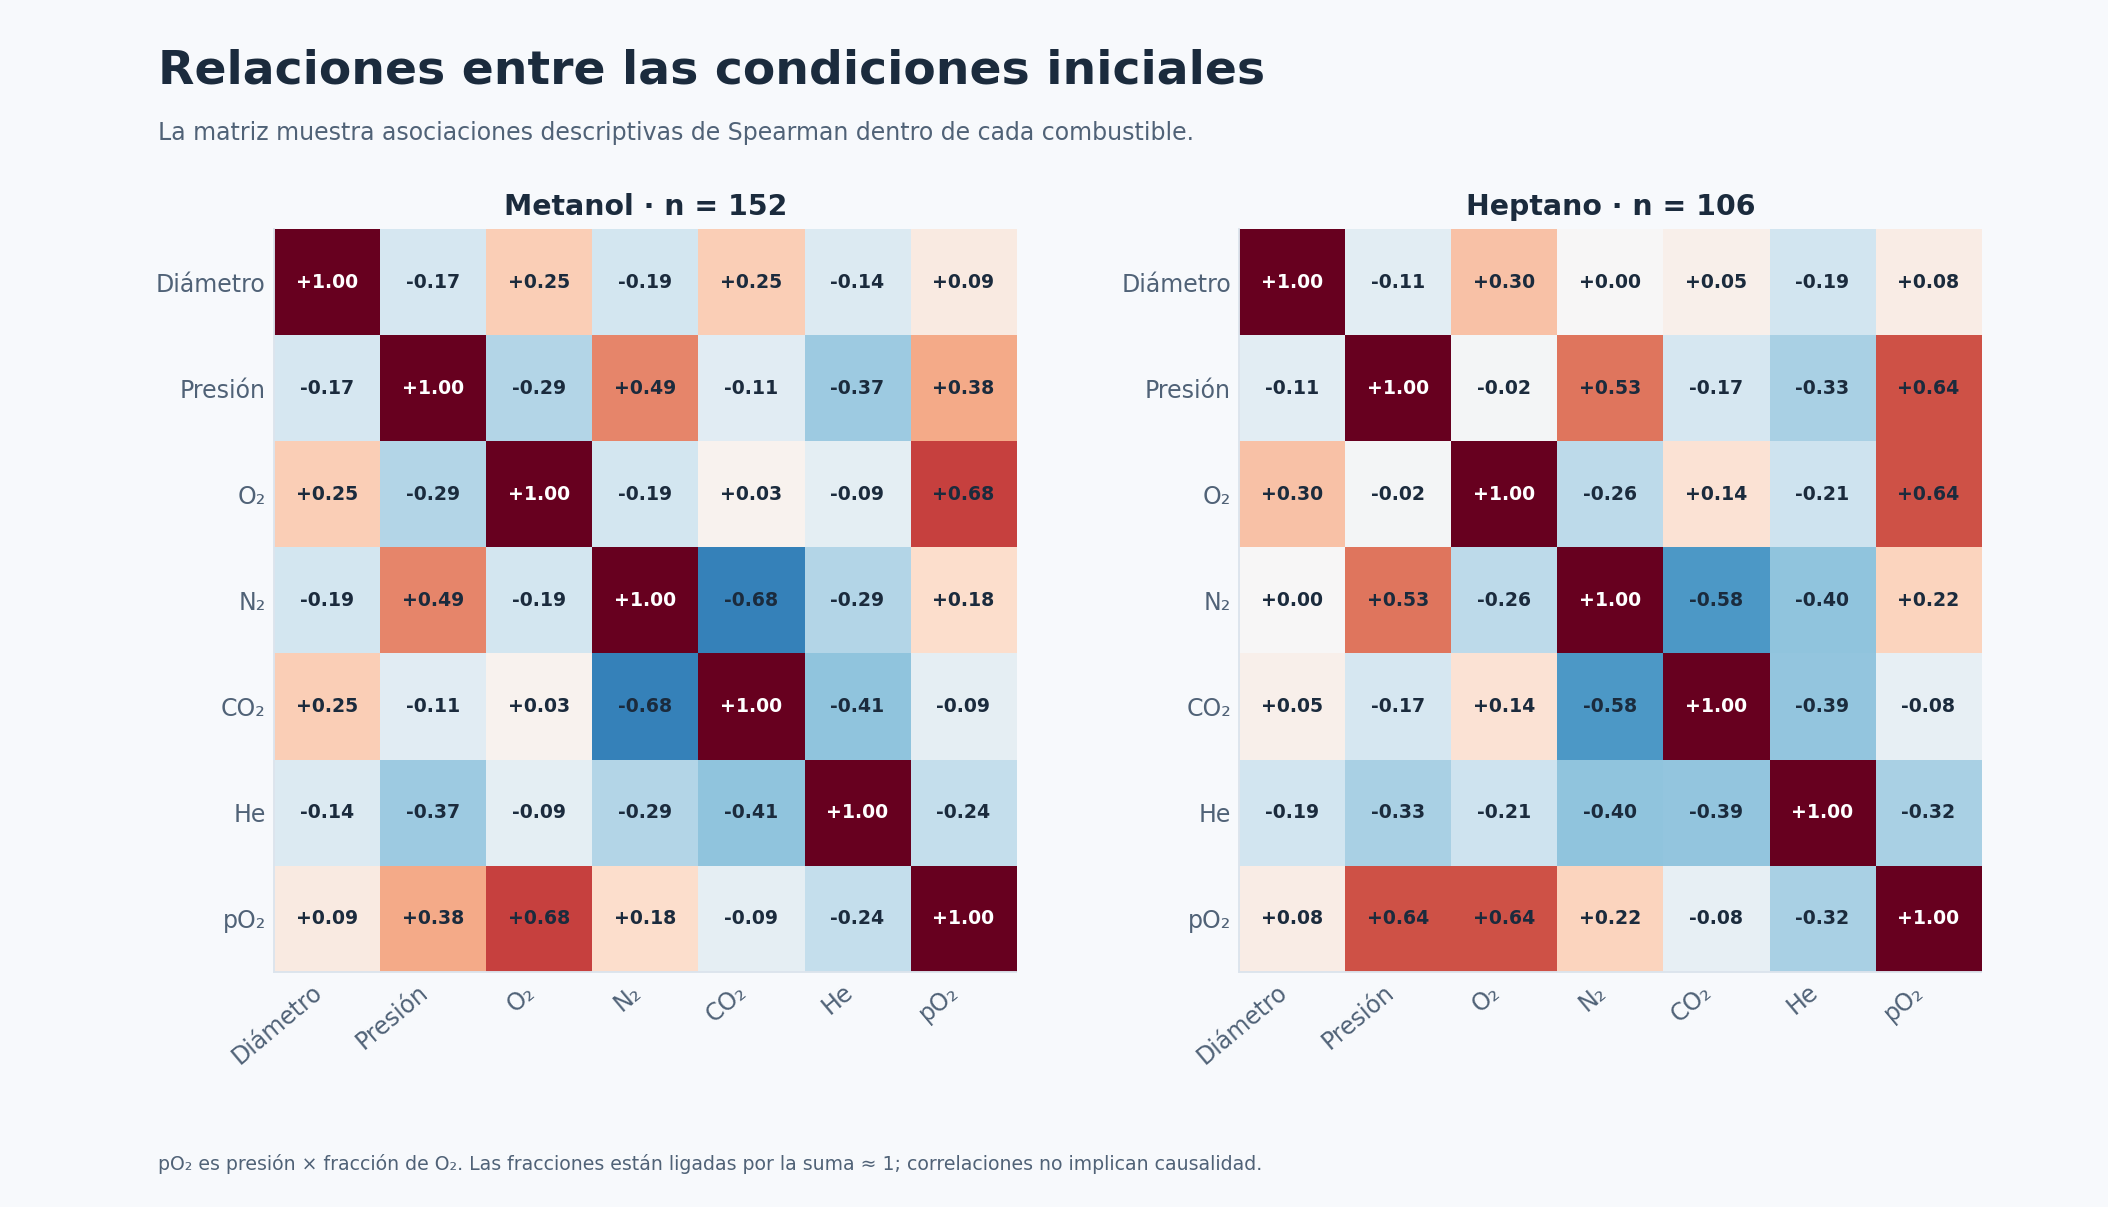 Relaciones entre las condiciones iniciales
La matriz muestra asociaciones descriptivas de Spearman dentro de cada combustible.
Metanol · n = 152
Diámetro +1.00 -0.17 +0.25 -0.19 +0.25 -0.14 +0.09
Presión -0.17 +1.00 -0.29 +0.49 -0.11 -0.37 +0.38
O₂ +0.25 -0.29 +1.00 -0.19 +0.03 -0.09 +0.68
N₂ -0.19 +0.49 -0.19 +1.00 -0.68 -0.29 +0.18
CO₂ +0.25 -0.11 +0.03 -0.68 +1.00 -0.41 -0.09
He -0.14 -0.37 -0.09 -0.29 -0.41 +1.00 -0.24
pO₂ +0.09 +0.38 +0.68 +0.18 -0.09 -0.24 +1.00
Diámetro Presión O₂ N₂ CO₂ He pO₂
Heptano · n = 106
Diámetro +1.00 -0.11 +0.30 +0.00 +0.05 -0.19 +0.08
Presión -0.11 +1.00 -0.02 +0.53 -0.17 -0.33 +0.64
O₂ +0.30 -0.02 +1.00 -0.26 +0.14 -0.21 +0.64
N₂ +0.00 +0.53 -0.26 +1.00 -0.58 -0.40 +0.22
CO₂ +0.05 -0.17 +0.14 -0.58 +1.00 -0.39 -0.08
He -0.19 -0.33 -0.21 -0.40 -0.39 +1.00 -0.32
pO₂ +0.08 +0.64 +0.64 +0.22 -0.08 -0.32 +1.00
Diámetro Presión O₂ N₂ CO₂ He pO₂
pO₂ es presión × fracción de O₂. Las fracciones están ligadas por la suma ≈ 1; correlaciones no implican causalidad.